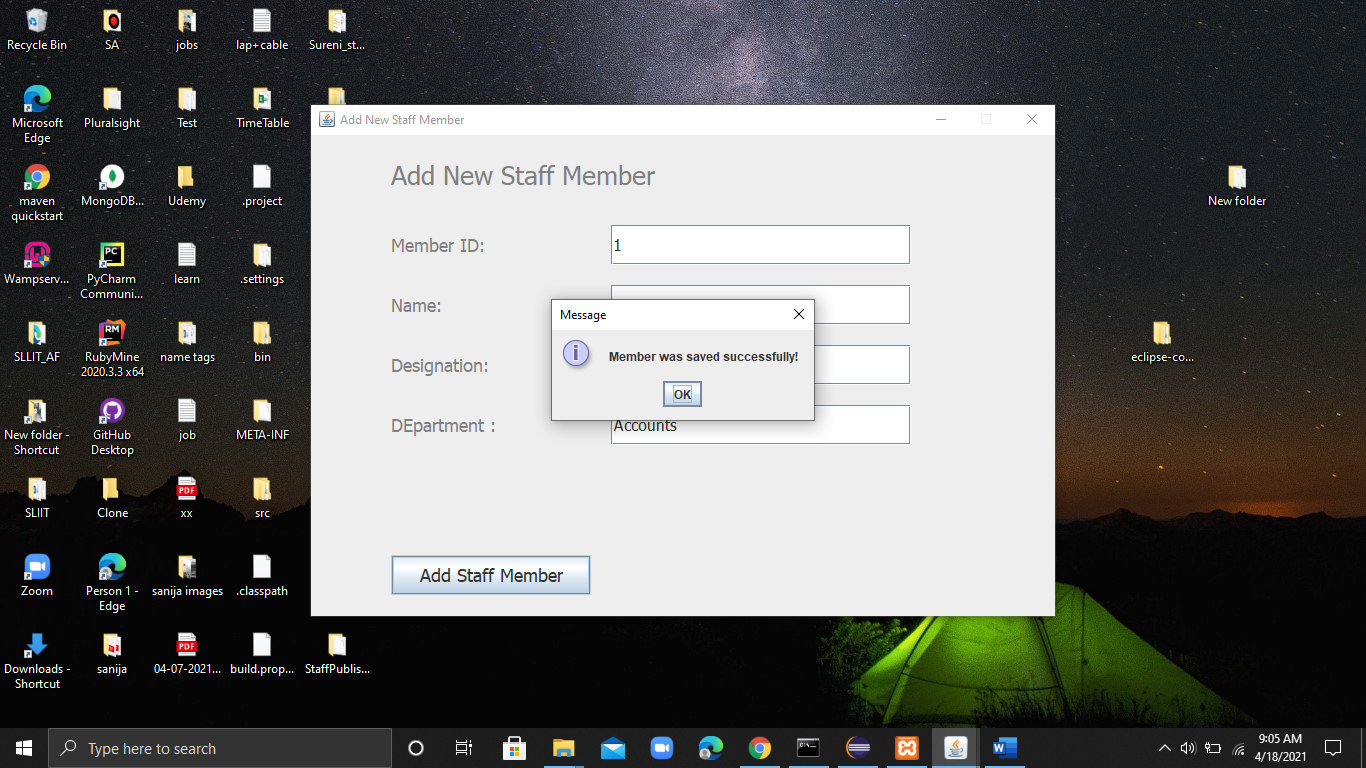 Recycle Bin
SA
jobs
lap+cable
Sureni_st...
Microsoft
Edge
Pluralsight
Test
TimeTable
maven
quickstart
MongoDB...
Udemy
.project
Wampserv...
PyCharm
Communi...
learn
.settings
SLLIT_AF
RubyMine
2020.3.3 x64
name tags
bin
New folder -
Shortcut
GitHub
Desktop
job
META-INF
SLIIT
Clone
xx
src
Zoom
Person 1 -
Edge
sanija images
.classpath
Downloads -
Shortcut
sanija
04-07-2021...
build.prop...
StaffPublis...
Add New Staff Member
Add New Staff Member
Member ID:
1
Name:
Designation:
DEpartment :
Accounts
Message
Member was saved successfully!
OK
Add Staff Member
New folder
eclipse-co...
Type here to search
9:05 AM
4/18/2021